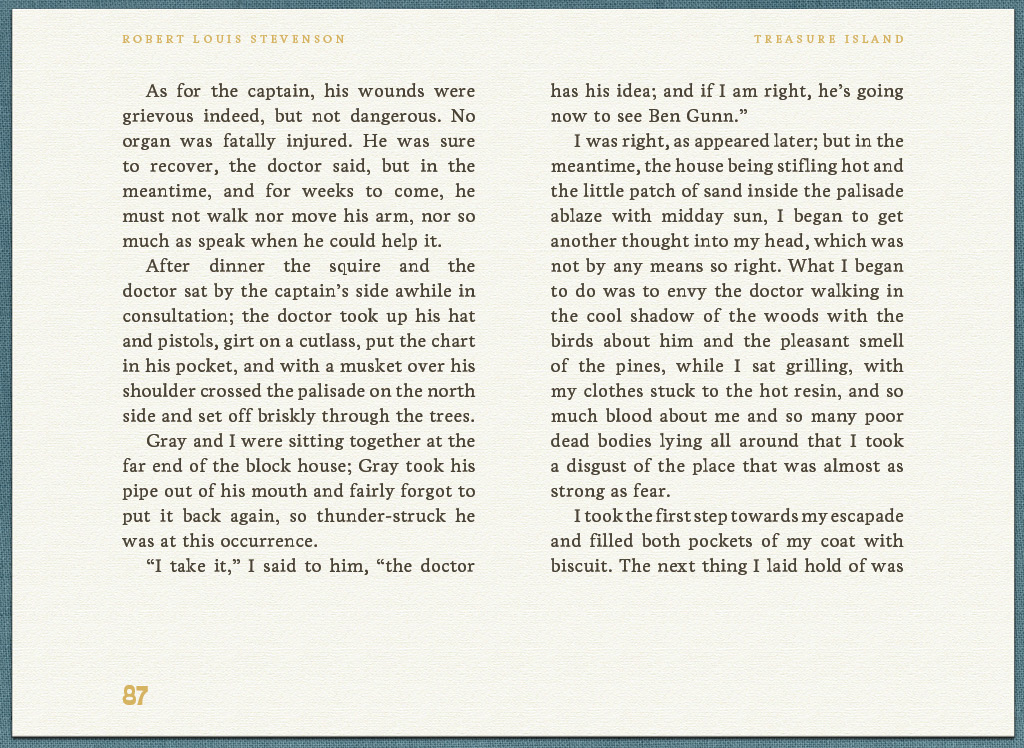 ROBERT LOUIS STEVENSON
TREASURE ISLAND
As for the captain, his wounds were
grievous indeed, but not dangerous. No
organ was fatally injured. He was sure
to recover, the doctor said, but in the
meantime, and for weeks to come, he
must not walk nor move his arm, nor so
much as speak when he could help it.
After dinner the squire and the
doctor sat by the captain’s side awhile in
consultation; the doctor took up his hat
and pistols, girt on a cutlass, put the chart
in his pocket, and with a musket over his
shoulder crossed the palisade on the north
side and set off briskly through the trees.
Gray and I were sitting together at the
far end of the block house; Gray took his
pipe out of his mouth and fairly forgot to
put it back again, so thunder-struck he
was at this occurrence.
“I take it,” I said to him, “the doctor
has his idea; and if I am right, he’s going
now to see Ben Gunn.”
I was right, as appeared later; but in the
meantime, the house being stifling hot and
the little patch of sand inside the palisade
ablaze with midday sun, I began to get
another thought into my head, which was
not by any means so right. What I began
to do was to envy the doctor walking in
the cool shadow of the woods with the
birds about him and the pleasant smell
of the pines, while I sat grilling, with
my clothes stuck to the hot resin, and so
much blood about me and so many poor
dead bodies lying all around that I took
a disgust of the place that was almost as
strong as fear.
I took the first step towards my escapade
and filled both pockets of my coat with
biscuit. The next thing I laid hold of was
87